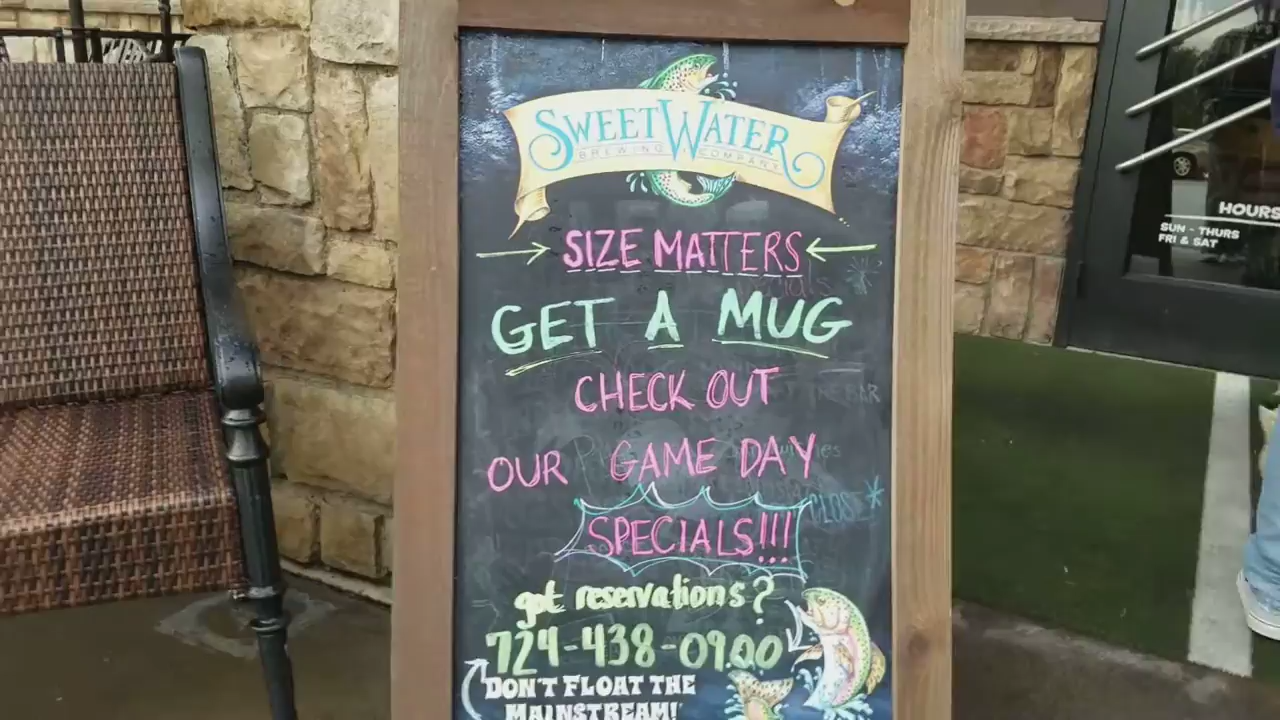 SWEETWATER
BREWING COMPANY
SIZE MATTERS
GET A MUG
CHECK OUT
OUR GAME DAY
SPECIALS!!!
CLOSE*
got reservations?
724-438-0900
DON'T FLOAT THE
MAINSTREAM!
HOURS
SUN - THURS
FRI & SAT